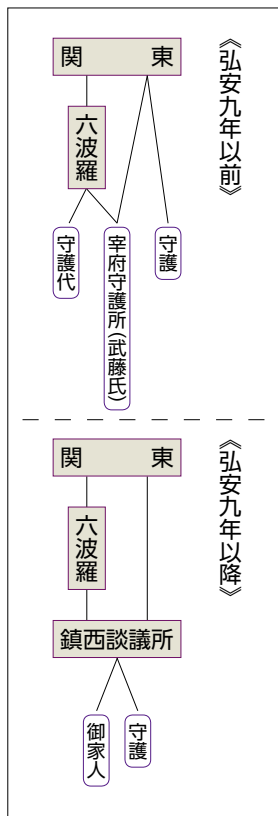 《弘安九年以前》
関東
六波羅
守護
宰府守護所(武藤氏)
守護代
《弘安九年以降》
関東
六波羅
鎮西談議所
守護
御家人